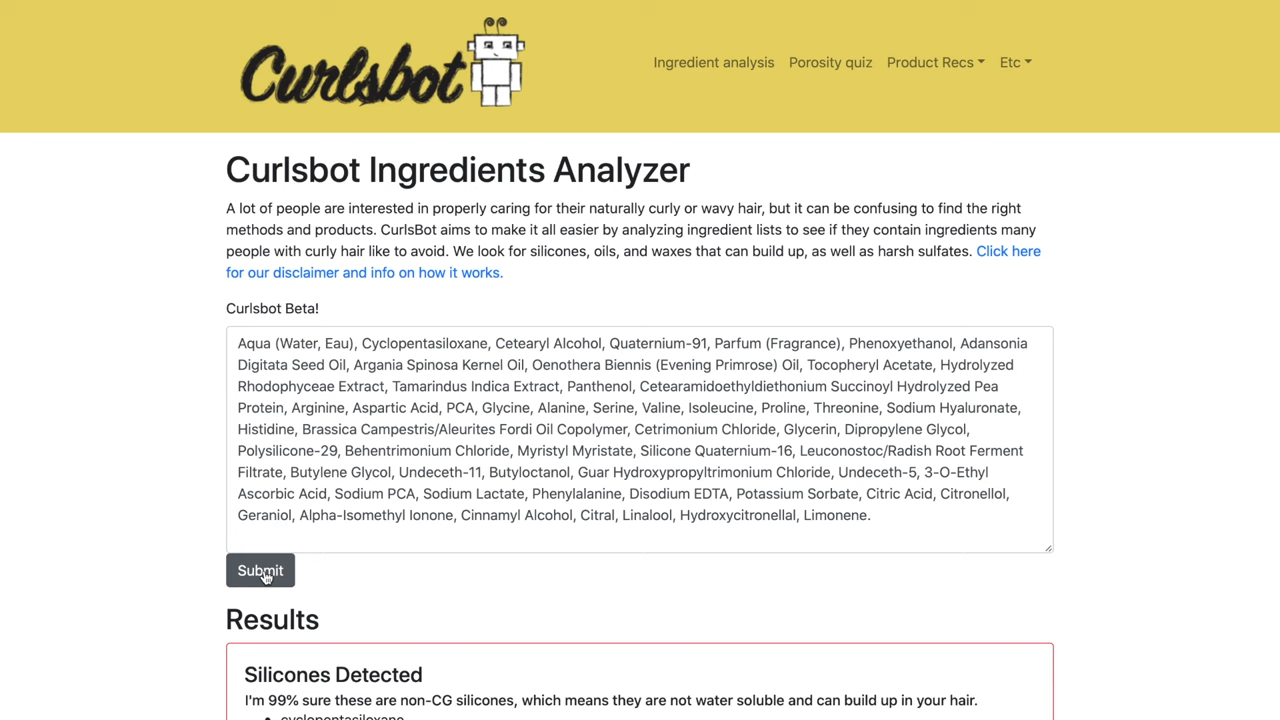 Curlsbot
Ingredient analysis Porosity quiz Product Recs Etc
Curlsbot Ingredients Analyzer
A lot of people are interested in properly caring for their naturally curly or wavy hair, but it can be confusing to find the right
methods and products. CurlsBot aims to make it all easier by analyzing ingredient lists to see if they contain ingredients many
people with curly hair like to avoid. We look for silicones, oils, and waxes that can build up, as well as harsh sulfates. Click here
for our disclaimer and info on how it works.
Curlsbot Beta!
Aqua (Water, Eau), Cyclopentasiloxane, Cetearyl Alcohol, Quaternium-91, Parfum (Fragrance), Phenoxyethanol, Adansonia
Digitata Seed Oil, Argania Spinosa Kernel Oil, Oenothera Biennis (Evening Primrose) Oil, Tocopheryl Acetate, Hydrolyzed
Rhodophyceae Extract, Tamarindus Indica Extract, Panthenol, Cetearamidoethyldiethonium Succinoyl Hydrolyzed Pea
Protein, Arginine, Aspartic Acid, PCA, Glycine, Alanine, Serine, Valine, Isoleucine, Proline, Threonine, Sodium Hyaluronate,
Histidine, Brassica Campestris/Aleurites Fordi Oil Copolymer, Cetrimonium Chloride, Glycerin, Dipropylene Glycol,
Polysilicone-29, Behentrimonium Chloride, Myristyl Myristate, Silicone Quaternium-16, Leuconostoc/Radish Root Ferment
Filtrate, Butylene Glycol, Undeceth-11, Butyloctanol, Guar Hydroxypropyltrimonium Chloride, Undeceth-5, 3-O-Ethyl
Ascorbic Acid, Sodium PCA, Sodium Lactate, Phenylalanine, Disodium EDTA, Potassium Sorbate, Citric Acid, Citronellol,
Geraniol, Alpha-Isomethyl Ionone, Cinnamyl Alcohol, Citral, Linalool, Hydroxycitronellal, Limonene.
Submit
Results
Silicones Detected
I'm 99% sure these are non-CG silicones, which means they are not water soluble and can build up in your hair.
cyclopentasiloxane